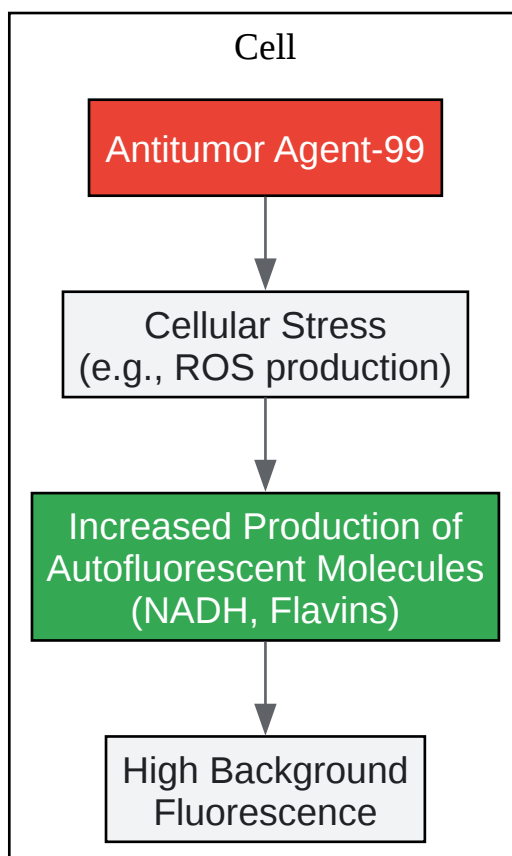 Cell
Antitumor Agent-99
Cellular Stress
(e.g., ROS production)
Increased Production of
Autofluorescent Molecules
(NADH, Flavins)
High Background
Fluorescence